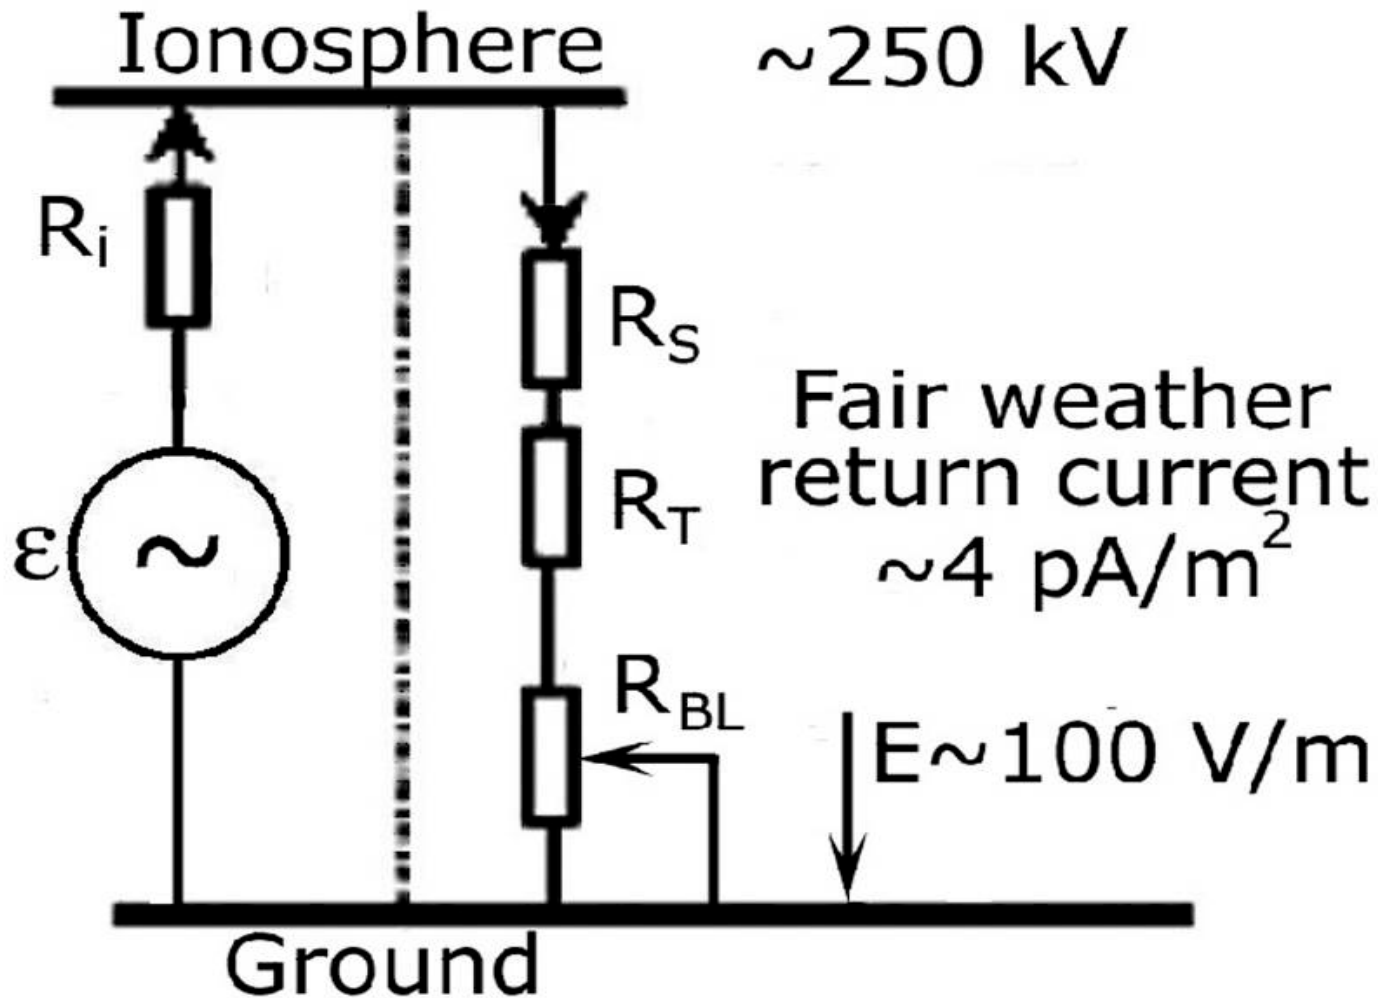 Ionosphere
~250 kV
Ri
RS
Fair weather
return current
~4 pA/m²
RT
ε
~
RBL
E~100 V/m
Ground